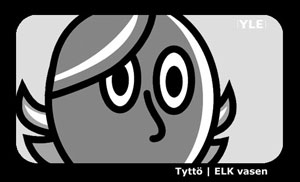 YLE
Tyttö | ELK vasen